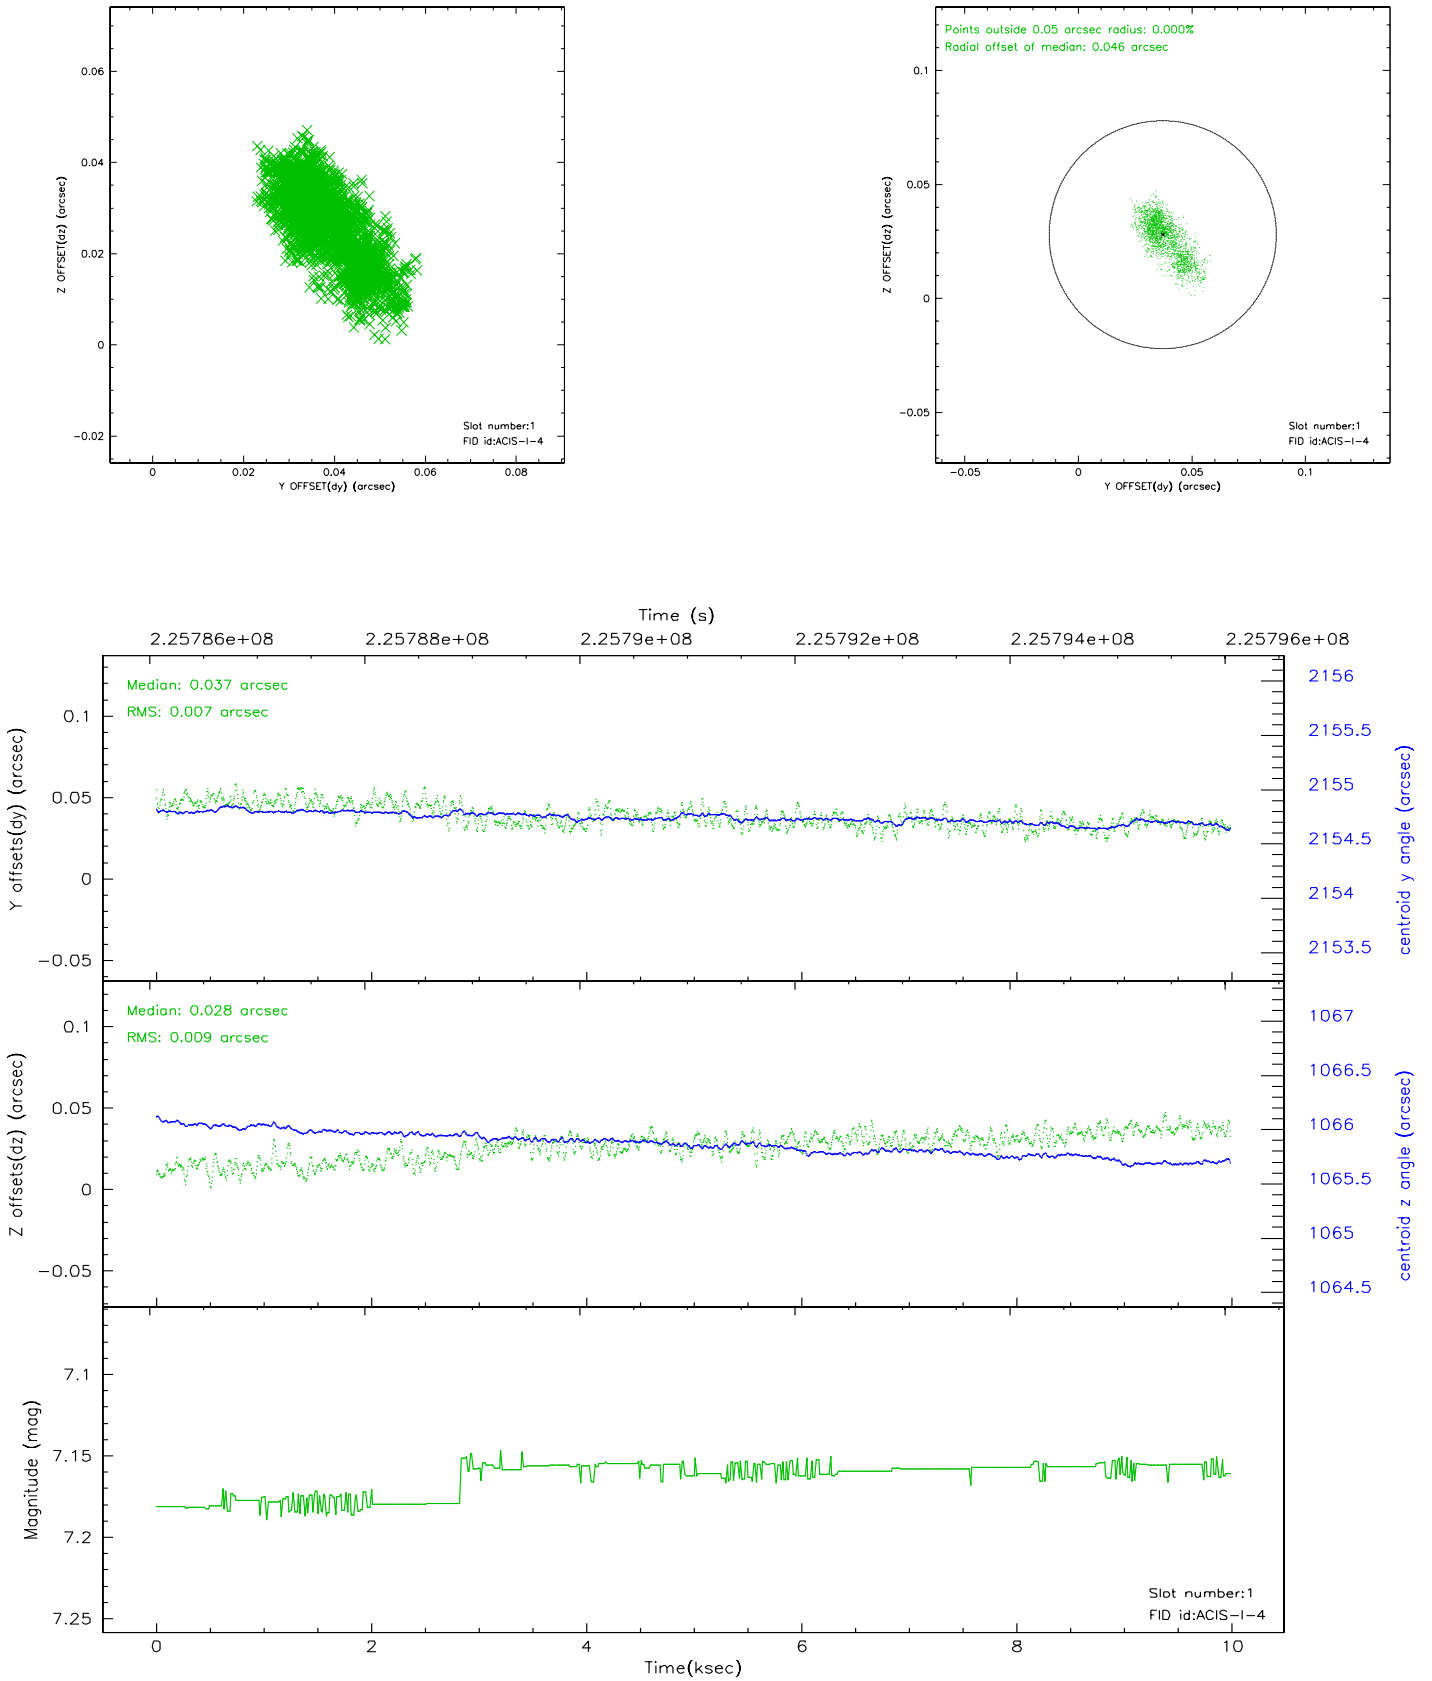 Points outside 0.05 arcsec radius: 0.000%
Radial offset of median: 0.046 arcsec
0.06
0.04
0.02
0
−0.02
Z OFFSET(dz) (arcsec)
0 0.02 0.04 0.06 0.08
Y OFFSET(dy) (arcsec)
Slot number:1
FID id:ACIS−I−4
0.1
0.05
0
−0.05
Z OFFSET(dz) (arcsec)
−0.05 0 0.05 0.1
Y OFFSET(dy) (arcsec)
Slot number:1
FID id:ACIS−I−4
Time (s)
2.25786e+08 2.25788e+08 2.2579e+08 2.25792e+08 2.25794e+08 2.25796e+08
Median: 0.037 arcsec
RMS: 0.007 arcsec
0.1
0.05
0
−0.05
Y offsets(dy) (arcsec)
2156
2155.5
2155
2154.5
2154
2153.5
centroid y angle (arcsec)
Median: 0.028 arcsec
RMS: 0.009 arcsec
0.1
0.05
0
−0.05
Z offsets(dz) (arcsec)
1067
1066.5
1066
1065.5
1065
1064.5
centroid z angle (arcsec)
7.1
7.15
7.2
7.25
Magnitude (mag)
Slot number:1
FID id:ACIS−I−4
0 2 4 6 8 10
Time(ksec)